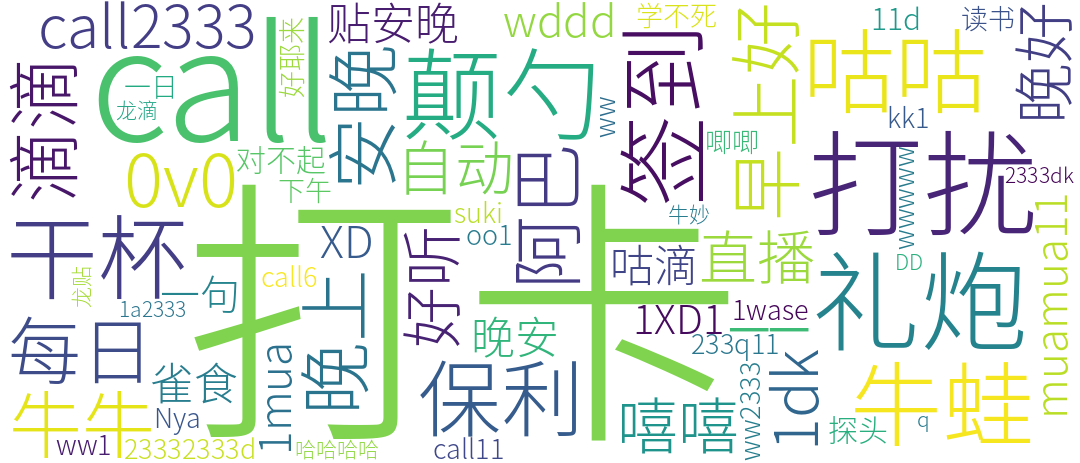 call2333
贴安晚
wddd
学不死
11d
读书
晚好
滴滴
call
好耶来
安晚
颠勺
ww
签到
早上好
咕咕
一日
龙滴
kk1
唧唧
0v0
对不起
下午
自动
阿巳
打扰
wwwwwww
2333dk
干杯
打卡
suki
oo1
牛妙
XD
好听
咕滴
直播
DD
礼炮
muamua11
龙贴
call6
1a2333
一句
晚上
1XD1
1wase
二
每日
雀食
晚安
233q11
1mua
保利
嘻嘻
ww2333
1dk
牛蛙
牛牛
Nya
探头
q
ww1
23332333d
哈哈哈哈
call11